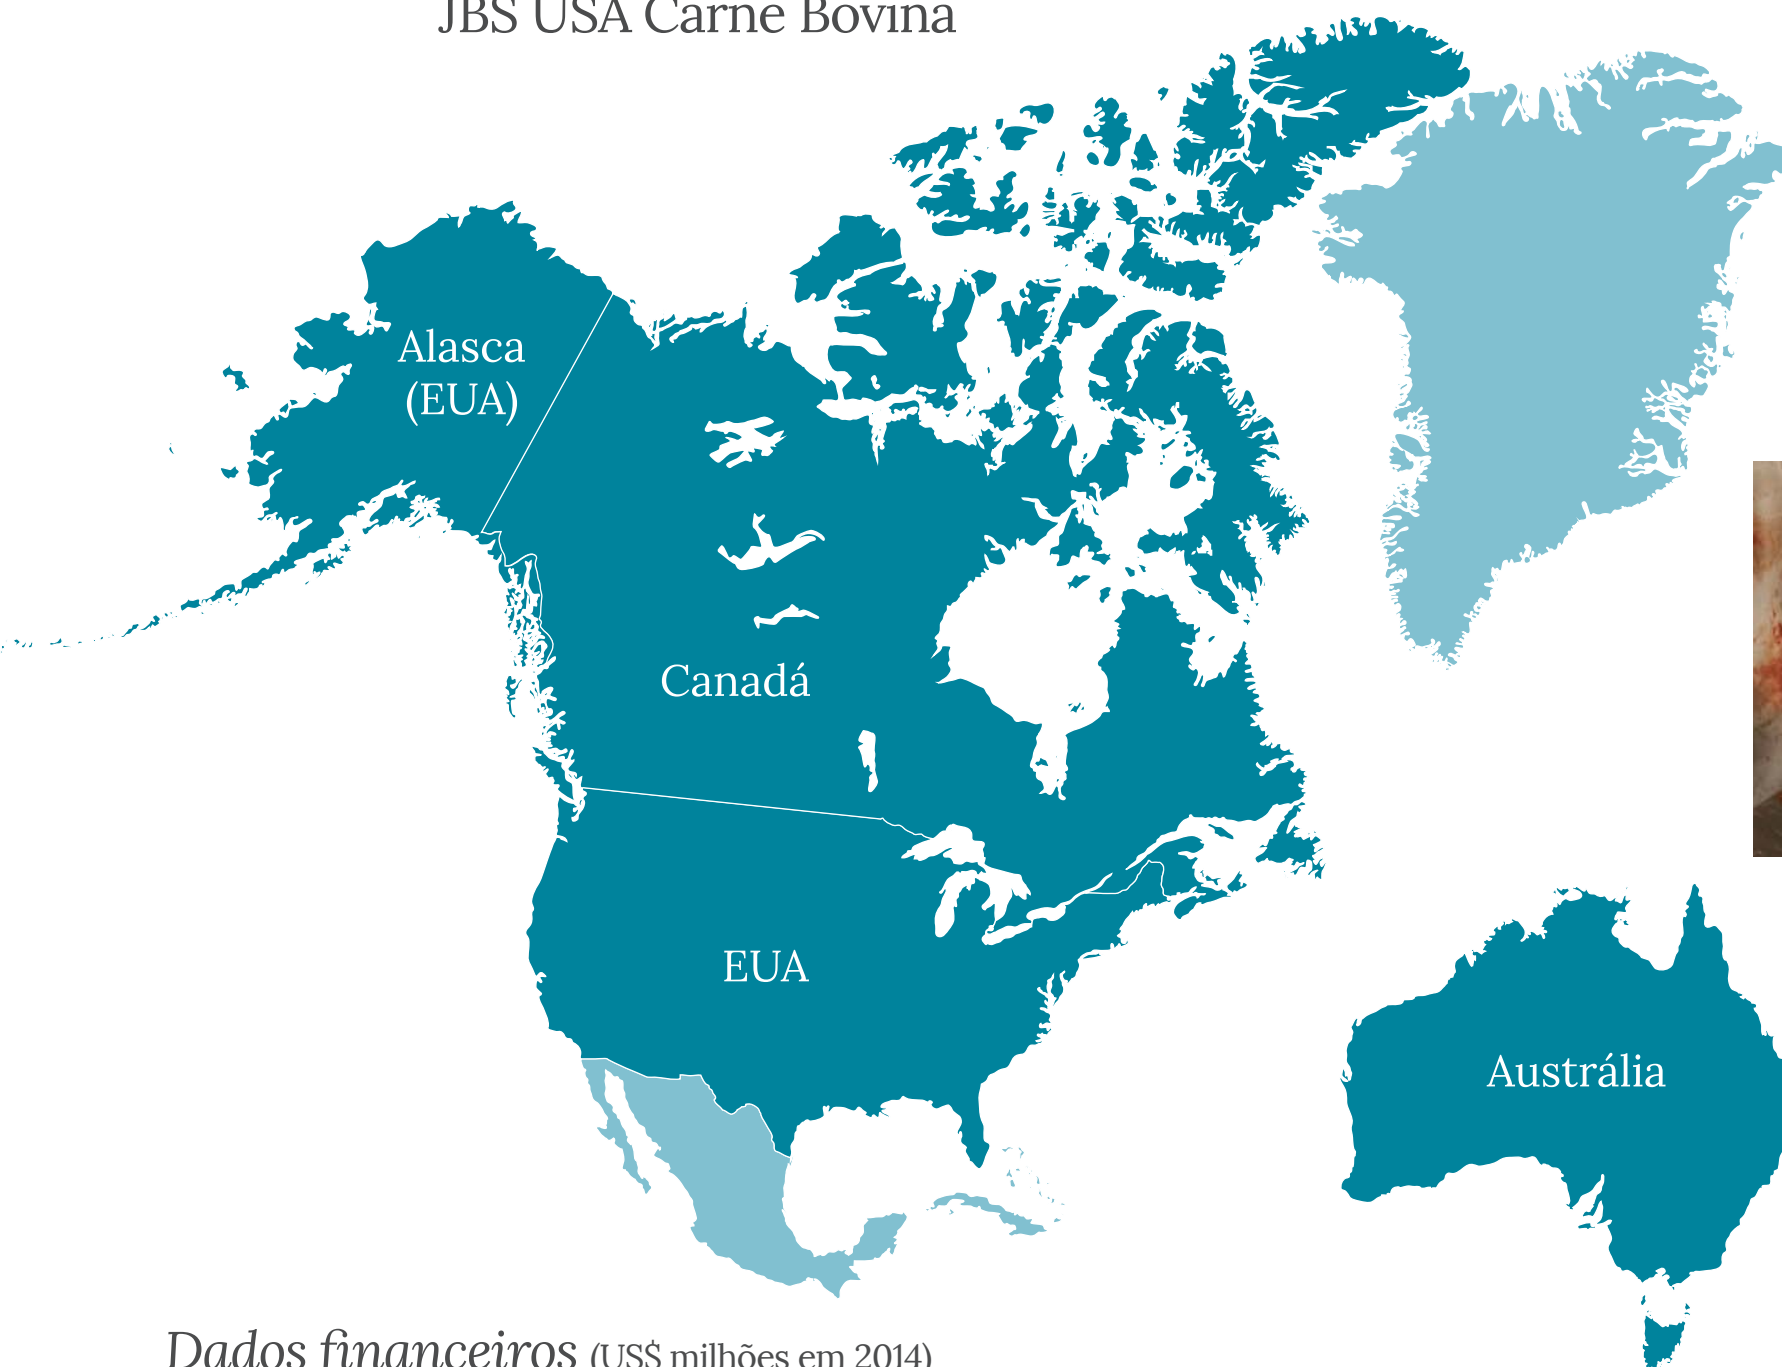 JBS USA Carne Bovina
Alasca
(EUA)
Canadá
EUA
Austrália
Dados financeiros (US$ milhões em 2014)